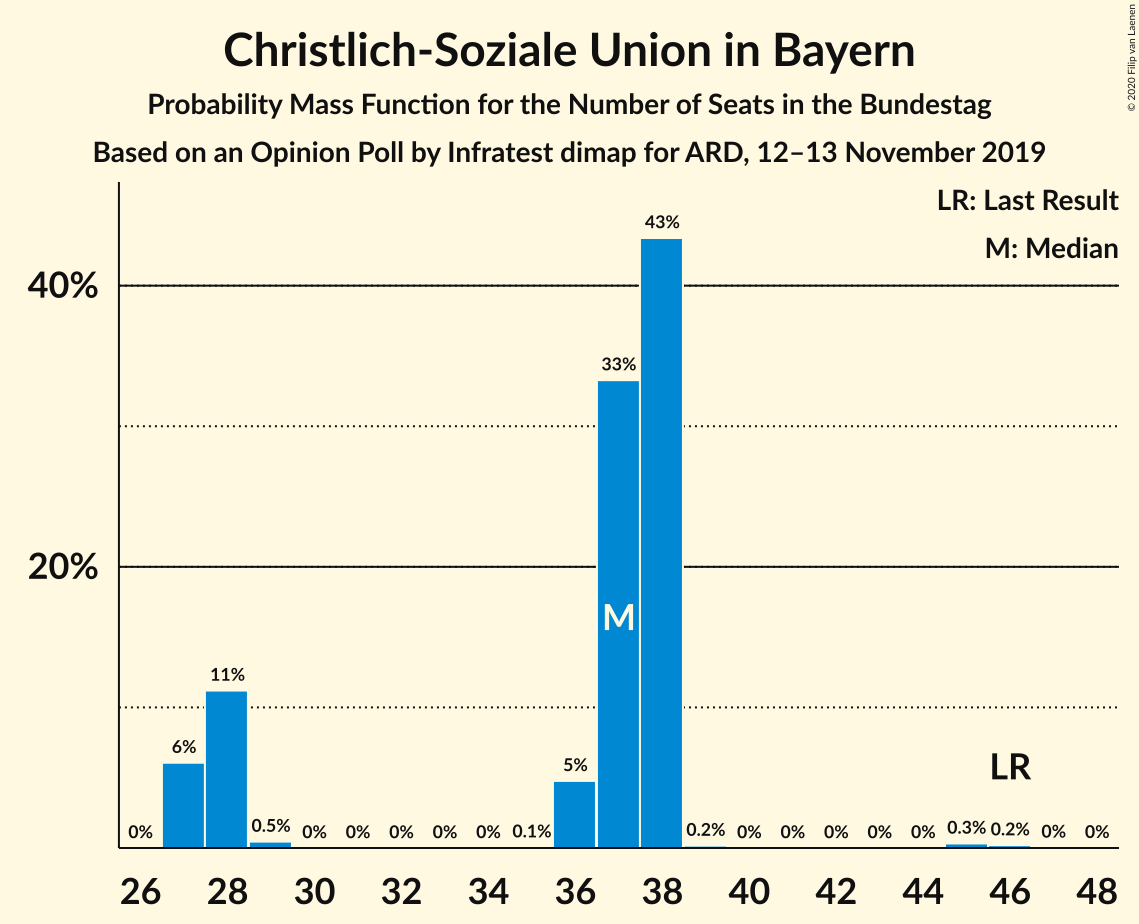 Christlich-Soziale Union in Bayern
Probability Mass Function for the Number of Seats in the Bundestag
Based on an Opinion Poll by Infratest dimap for ARD, 12–13 November 2019
© 2020 Filip van Laenen
LR: Last Result
M: Median
43%
40%
33%
20%
M
11%
6%
5%
LR
0% 0.5% 0% 0% 0% 0% 0% 0.1% 0.2% 0% 0% 0% 0% 0% 0.3% 0.2% 0% 0%
26 28 30 32 34 36 38 40 42 44 46 48